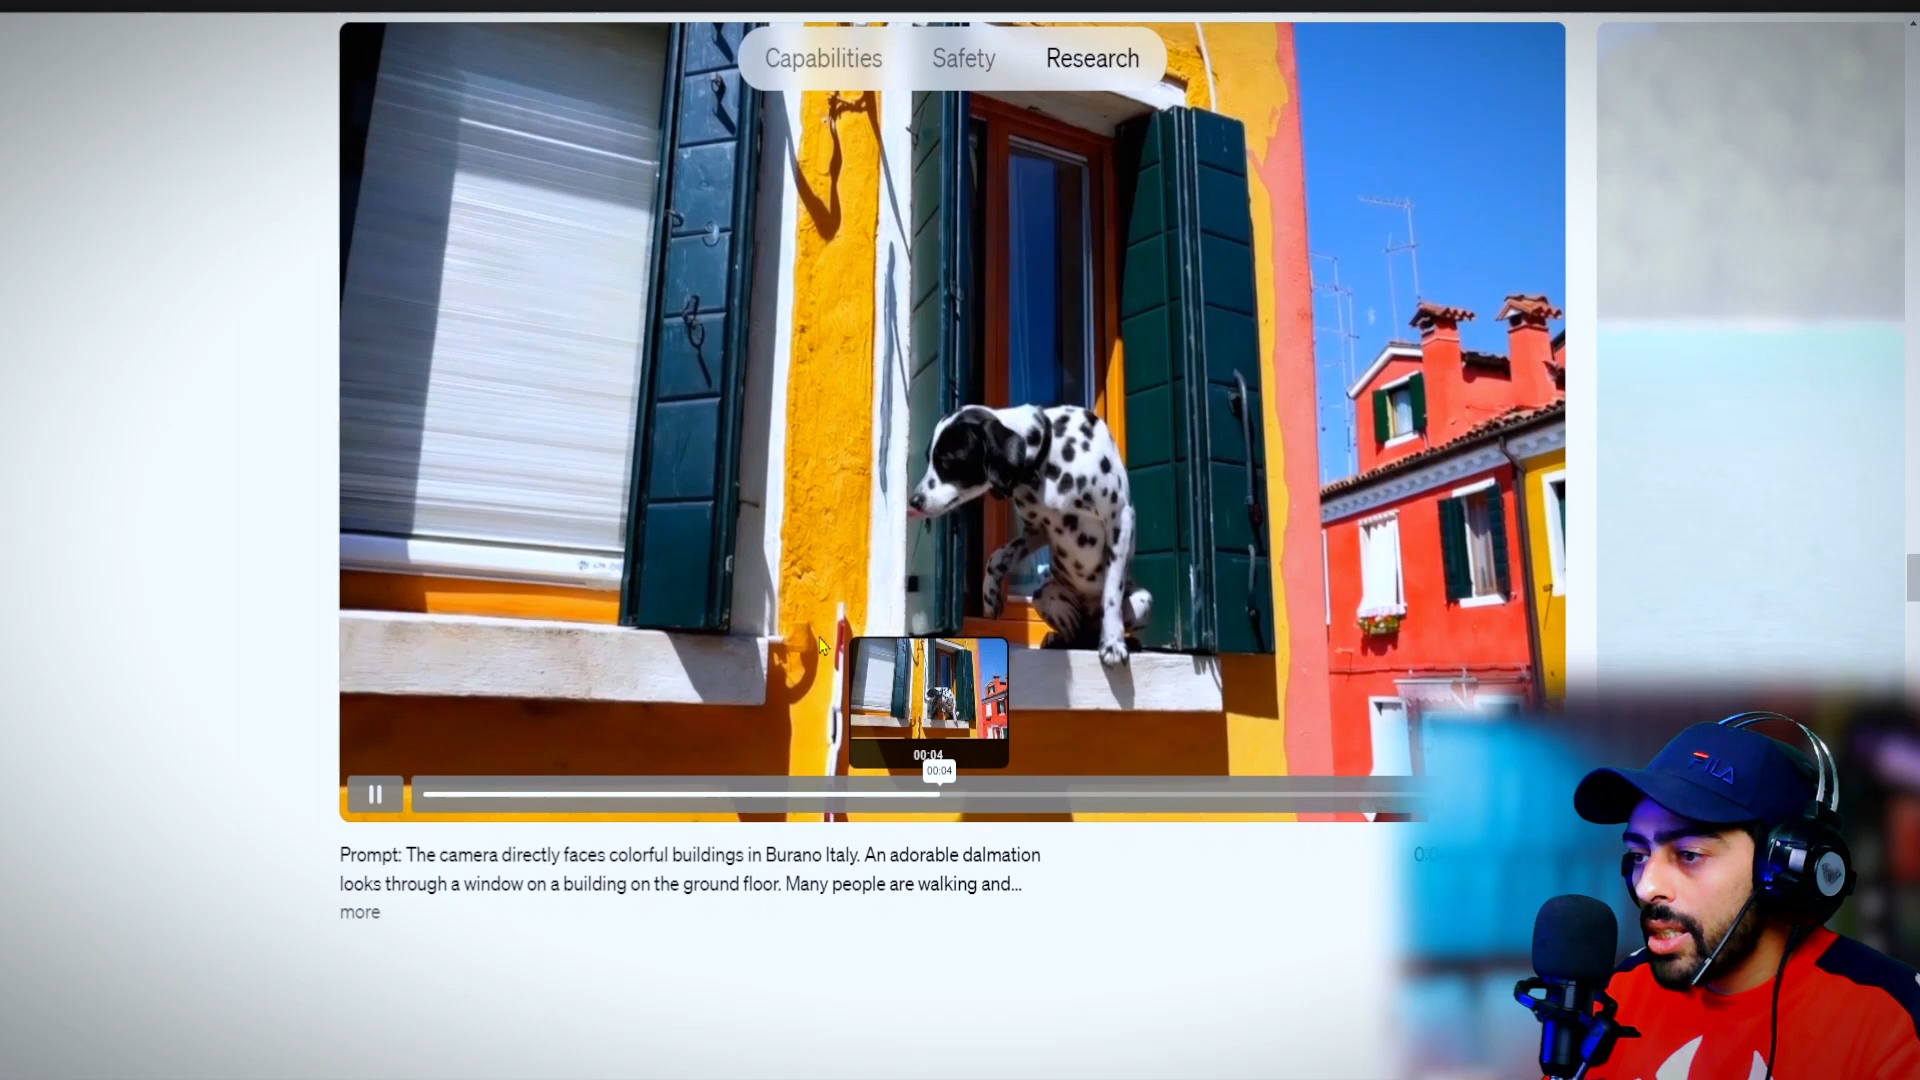 Capabilities
Safety
Research
00:04
00:04
Prompt: The camera directly faces colorful buildings in Burano Italy. An adorable dalmation
looks through a window on a building on the ground floor. Many people are walking and...
more
FILA